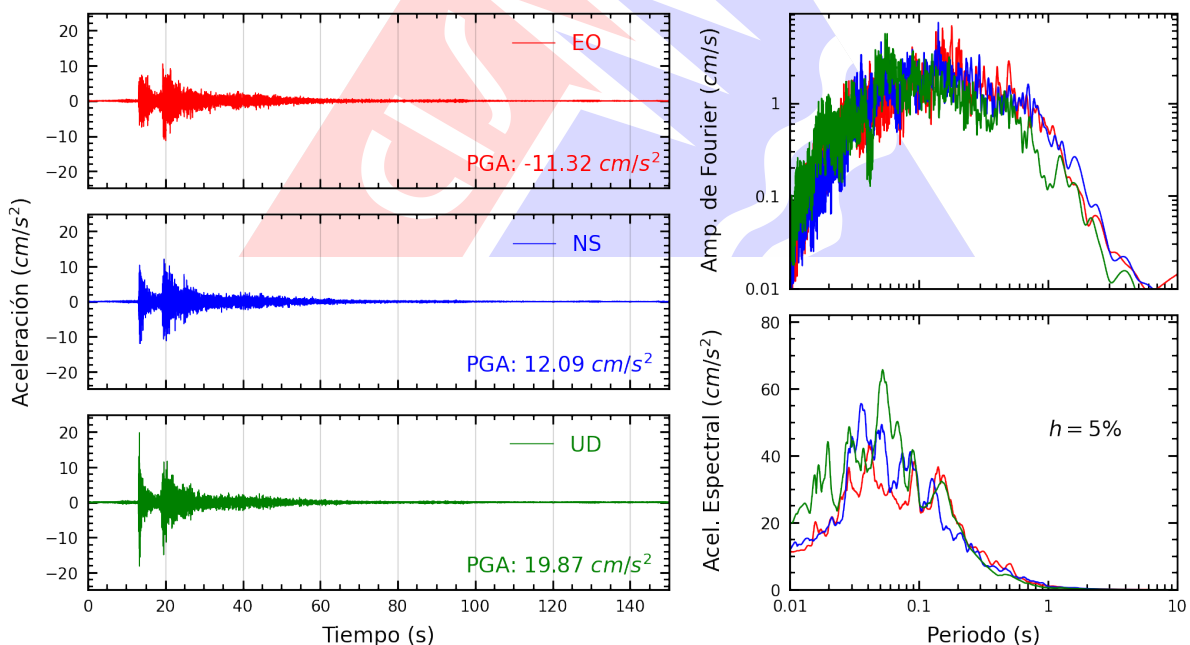 Aceleración (cm/s²)
20
10
0
−10
−20
EO
PGA: -11.32 cm/s²
20
10
0
−10
−20
NS
PGA: 12.09 cm/s²
20
10
0
−10
−20
UD
PGA: 19.87 cm/s²
0 20 40 60 80 100 120 140
Tiempo (s)
Amp. de Fourier (cm/s)
1
0.1
0.01
Acel. Espectral (cm/s²)
80
60
40
20
0
h = 5%
0.01 0.1 1 10
Periodo (s)